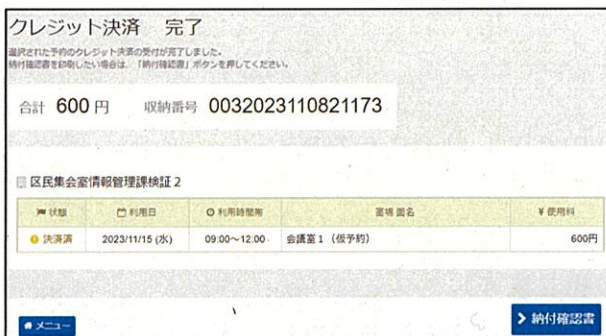 クレジット決済 完了
選択された予約のクレジット決済の受付が完了しました。
納付確認書を印刷したい場合は、「納付確認書」ボタンを押してください。
合計 600 円 収納番号 0032023110821173
区民集会室情報管理課検証2
状態 利用日 利用時間帯 室場 面名 ¥ 使用料
決済済 2023/11/15 (水) 09:00～12:00 会議室1 (仮予約) 600円
メニュー
納付確認書